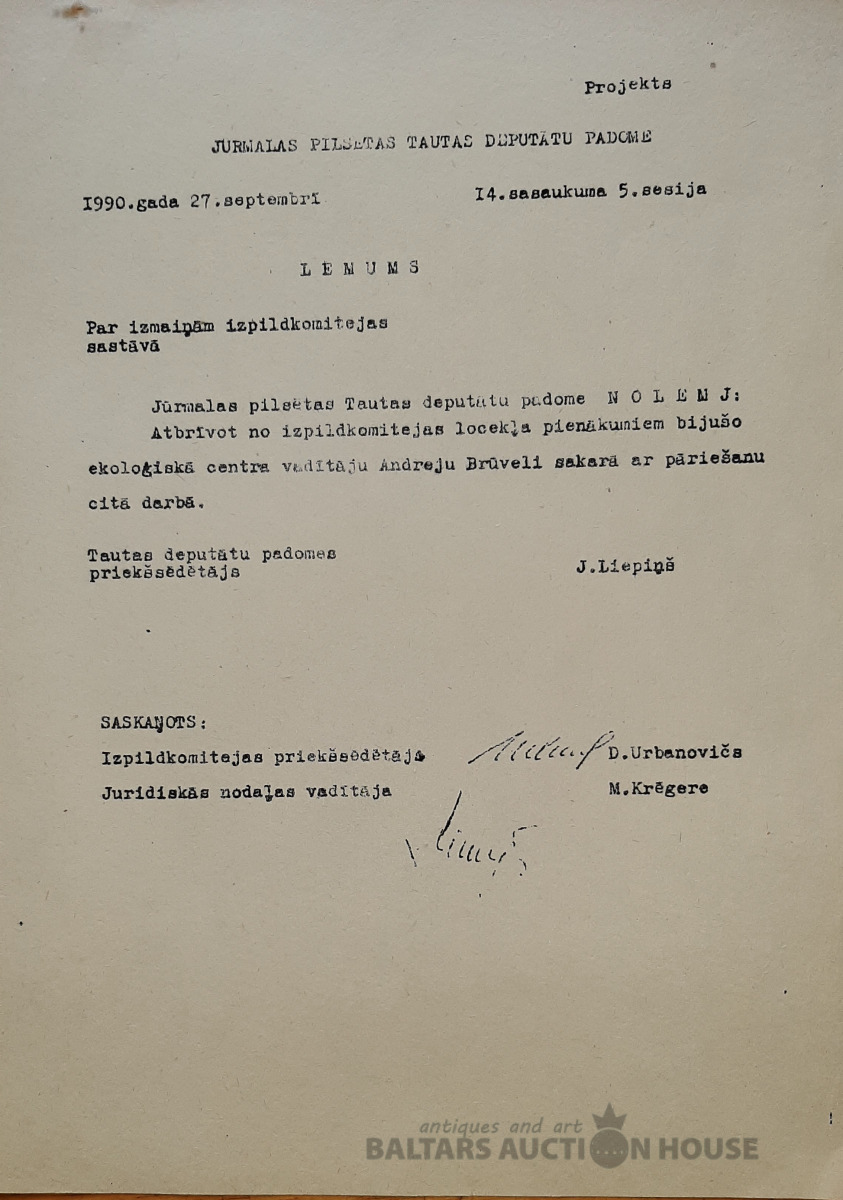 Projekts
JŪRMALAS PILSĒTAS TAUTAS DEPUTĀTU PADOME
I990.gada 27.septembrī I4.sasaukuma 5.sesija
L Ē M U M S
Par izmaiņām izpildkomitejas
sastāvā
Jūrmalas pilsētas Tautas deputātu padome N O L E M J:
Atbrīvot no izpildkomitejas locekļa pienākumiem bijušo
ekoloģiskā centra vadītāju Andreju Brūveli sakarā ar pāriešanu
citā darbā.
Tautas deputātu padomes
priekšsēdētājs J.Liepiņš
SASKAŅOTS:
Izpildkomitejas priekšsēdētājs D.Urbanovičs
Juridiskās nodaļas vadītāja M.Krēgere
antiques and art
BALTARS AUCTION HOUSE